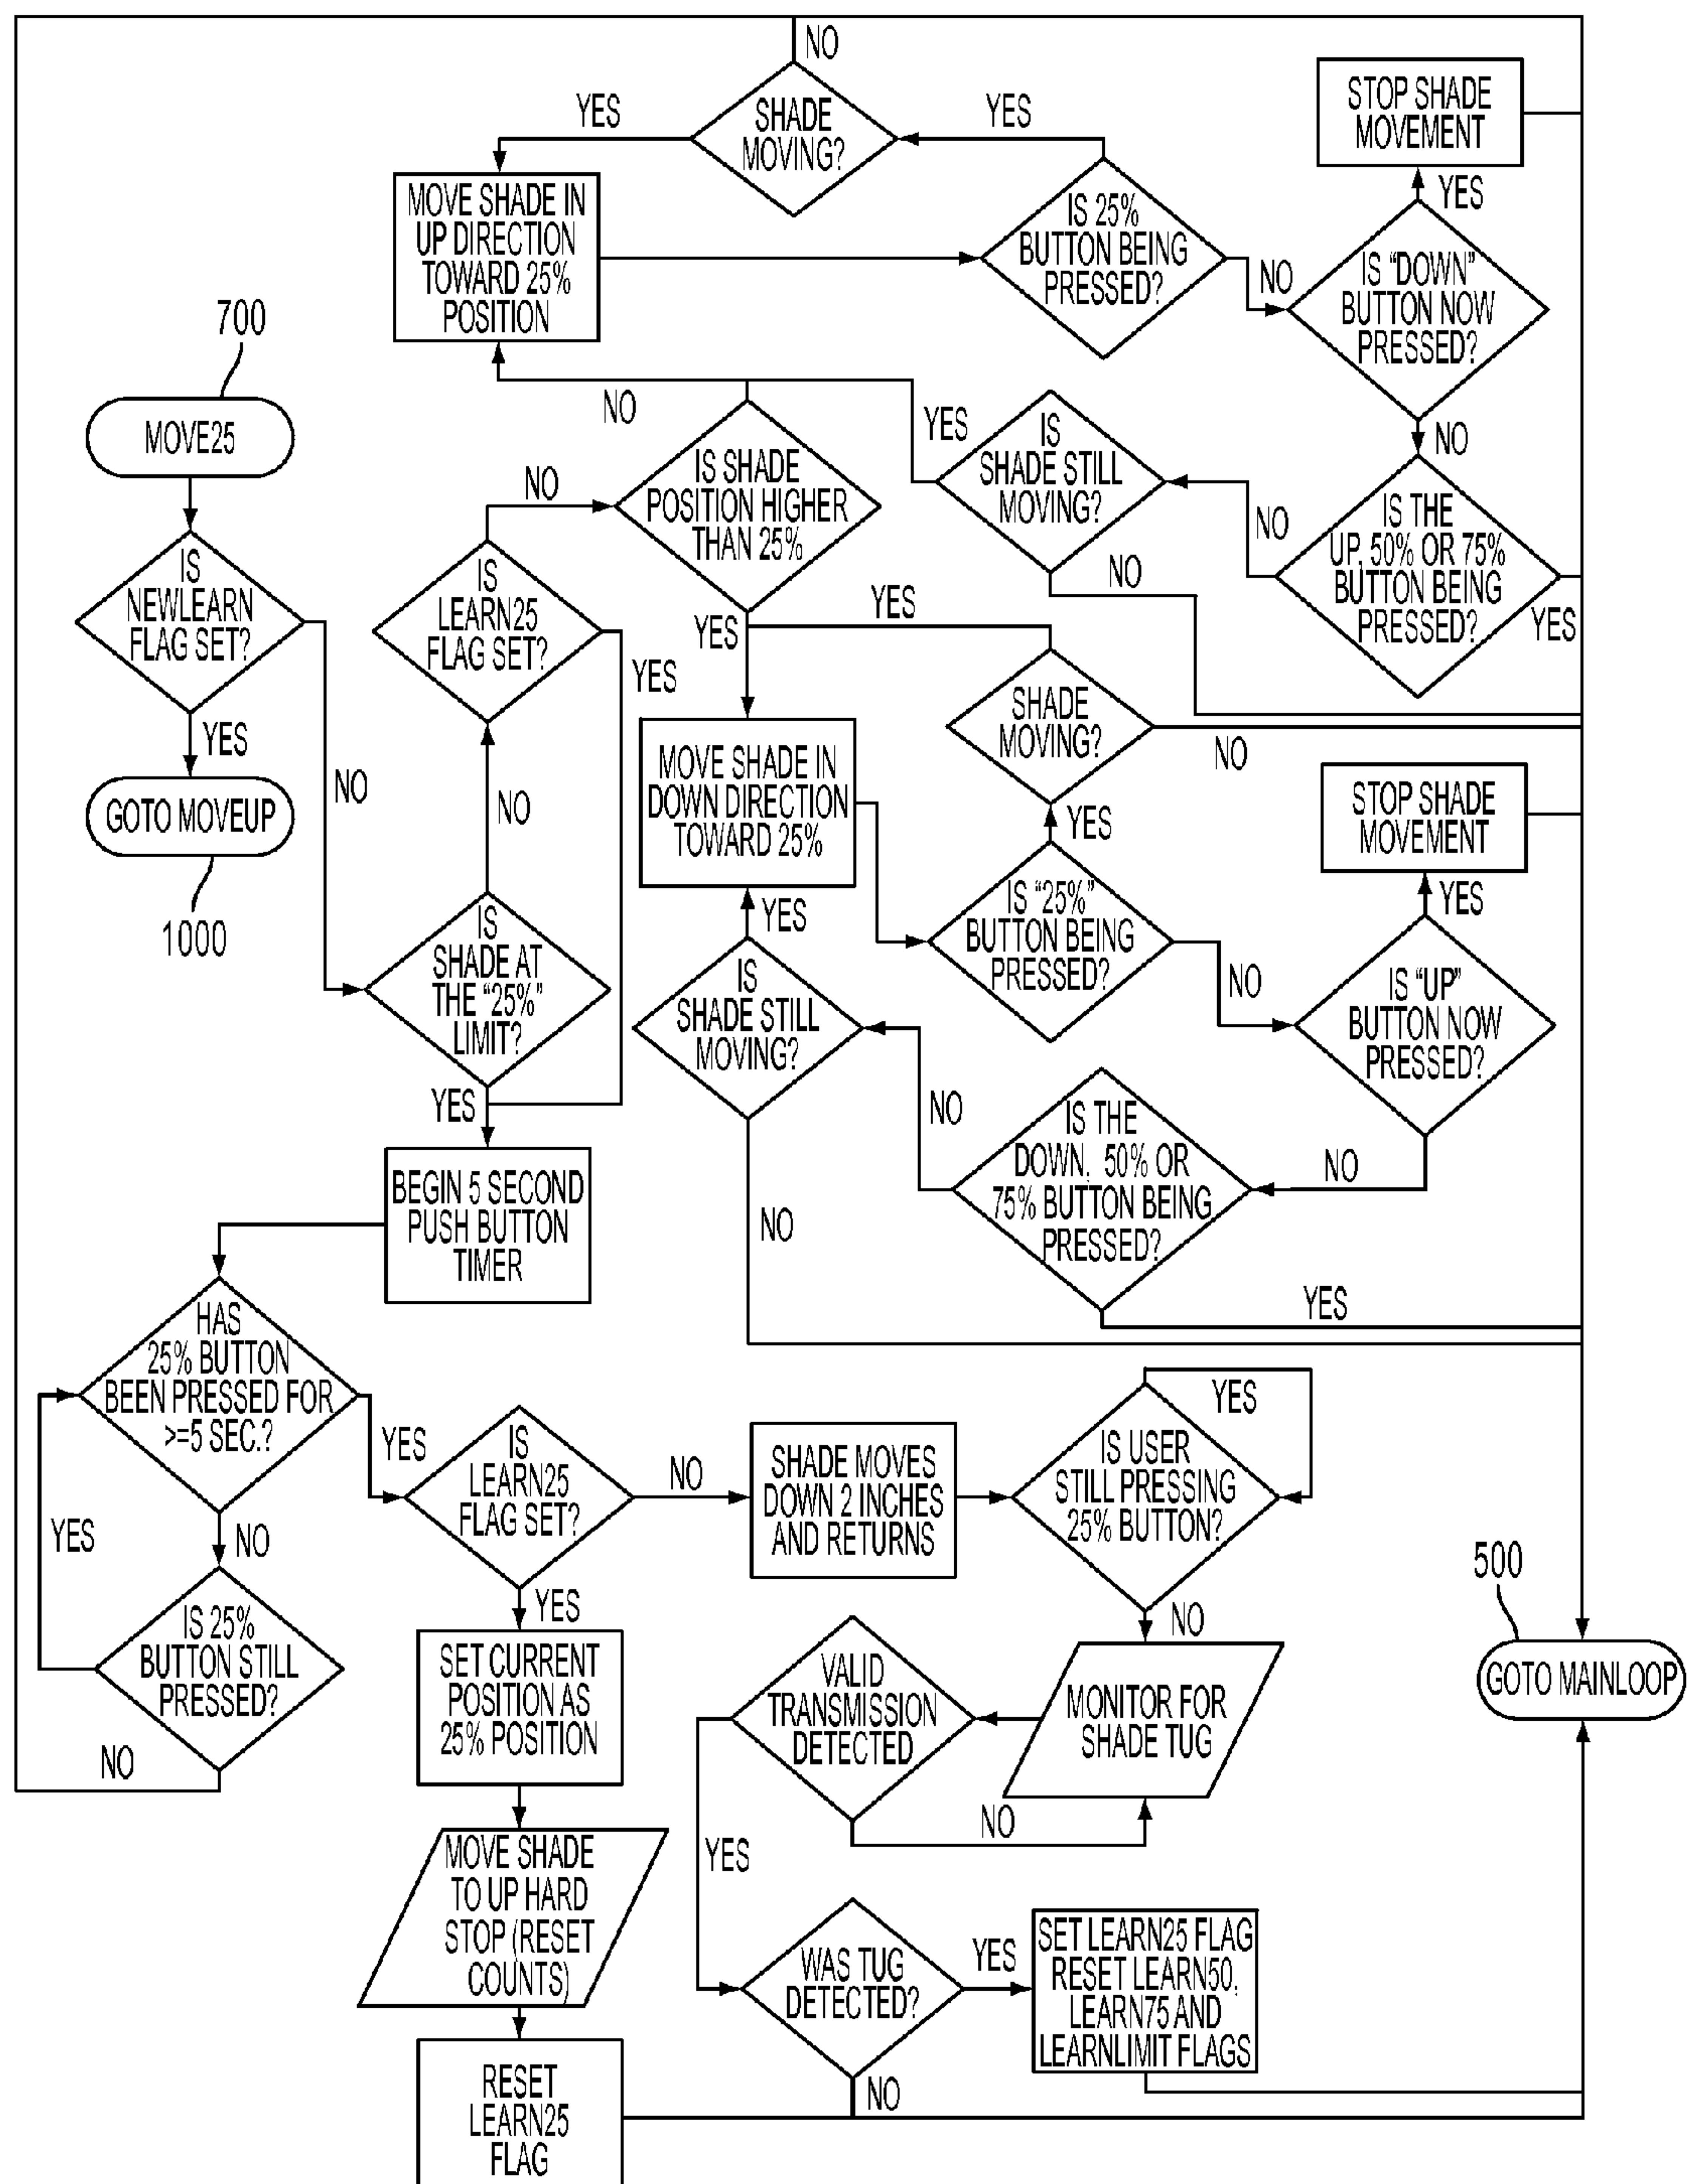 NO
SHADE
MOVING?
YES
YES
STOP SHADE
MOVEMENT
YES
MOVE SHADE IN
UP DIRECTION
TOWARD 25%
POSITION
IS 25%
BUTTON BEING
PRESSED?
NO
IS “DOWN”
BUTTON NOW
PRESSED?
NO
700
MOVE25
IS
NEWLEARN
FLAG SET?
YES
GOTO MOVEUP
1000
NO
IS
LEARN25
FLAG SET?
NO
YES
NO
IS
SHADE AT
THE “25%”
LIMIT?
YES
NO
IS SHADE
POSITION HIGHER
THAN 25%
YES
YES
IS
SHADE STILL
MOVING?
YES
NO
NO
IS THE
UP, 50% OR 75%
BUTTON BEING
PRESSED?
YES
SHADE
MOVING?
NO
MOVE SHADE IN
DOWN DIRECTION
TOWARD 25%
YES
STOP SHADE
MOVEMENT
YES
YES
IS “25%”
BUTTON BEING
PRESSED?
NO
IS “UP”
BUTTON NOW
PRESSED?
IS
SHADE STILL
MOVING?
NO
NO
IS THE
DOWN. 50% OR
75% BUTTON BEING
PRESSED?
NO
YES
BEGIN 5 SECOND
PUSH BUTTON
TIMER
HAS
25% BUTTON
BEEN PRESSED FOR
>=5 SEC.?
YES
NO
YES
IS 25%
BUTTON STILL
PRESSED?
NO
IS
LEARN25
FLAG SET?
NO
YES
SHADE MOVES
DOWN 2 INCHES
AND RETURNS
IS USER
STILL PRESSING
25% BUTTON?
YES
NO
500
GOTO MAINLOOP
SET CURRENT
POSITION AS
25% POSITION
VALID
TRANSMISSION
DETECTED
MONITOR FOR
SHADE TUG
NO
YES
MOVE SHADE
TO UP HARD
STOP (RESET
COUNTS)
WAS TUG
DETECTED?
YES
NO
SET LEARN25 FLAG
RESET LEARN50,
LEARN75 AND
LEARNLIMIT FLAGS
RESET
LEARN25
FLAG